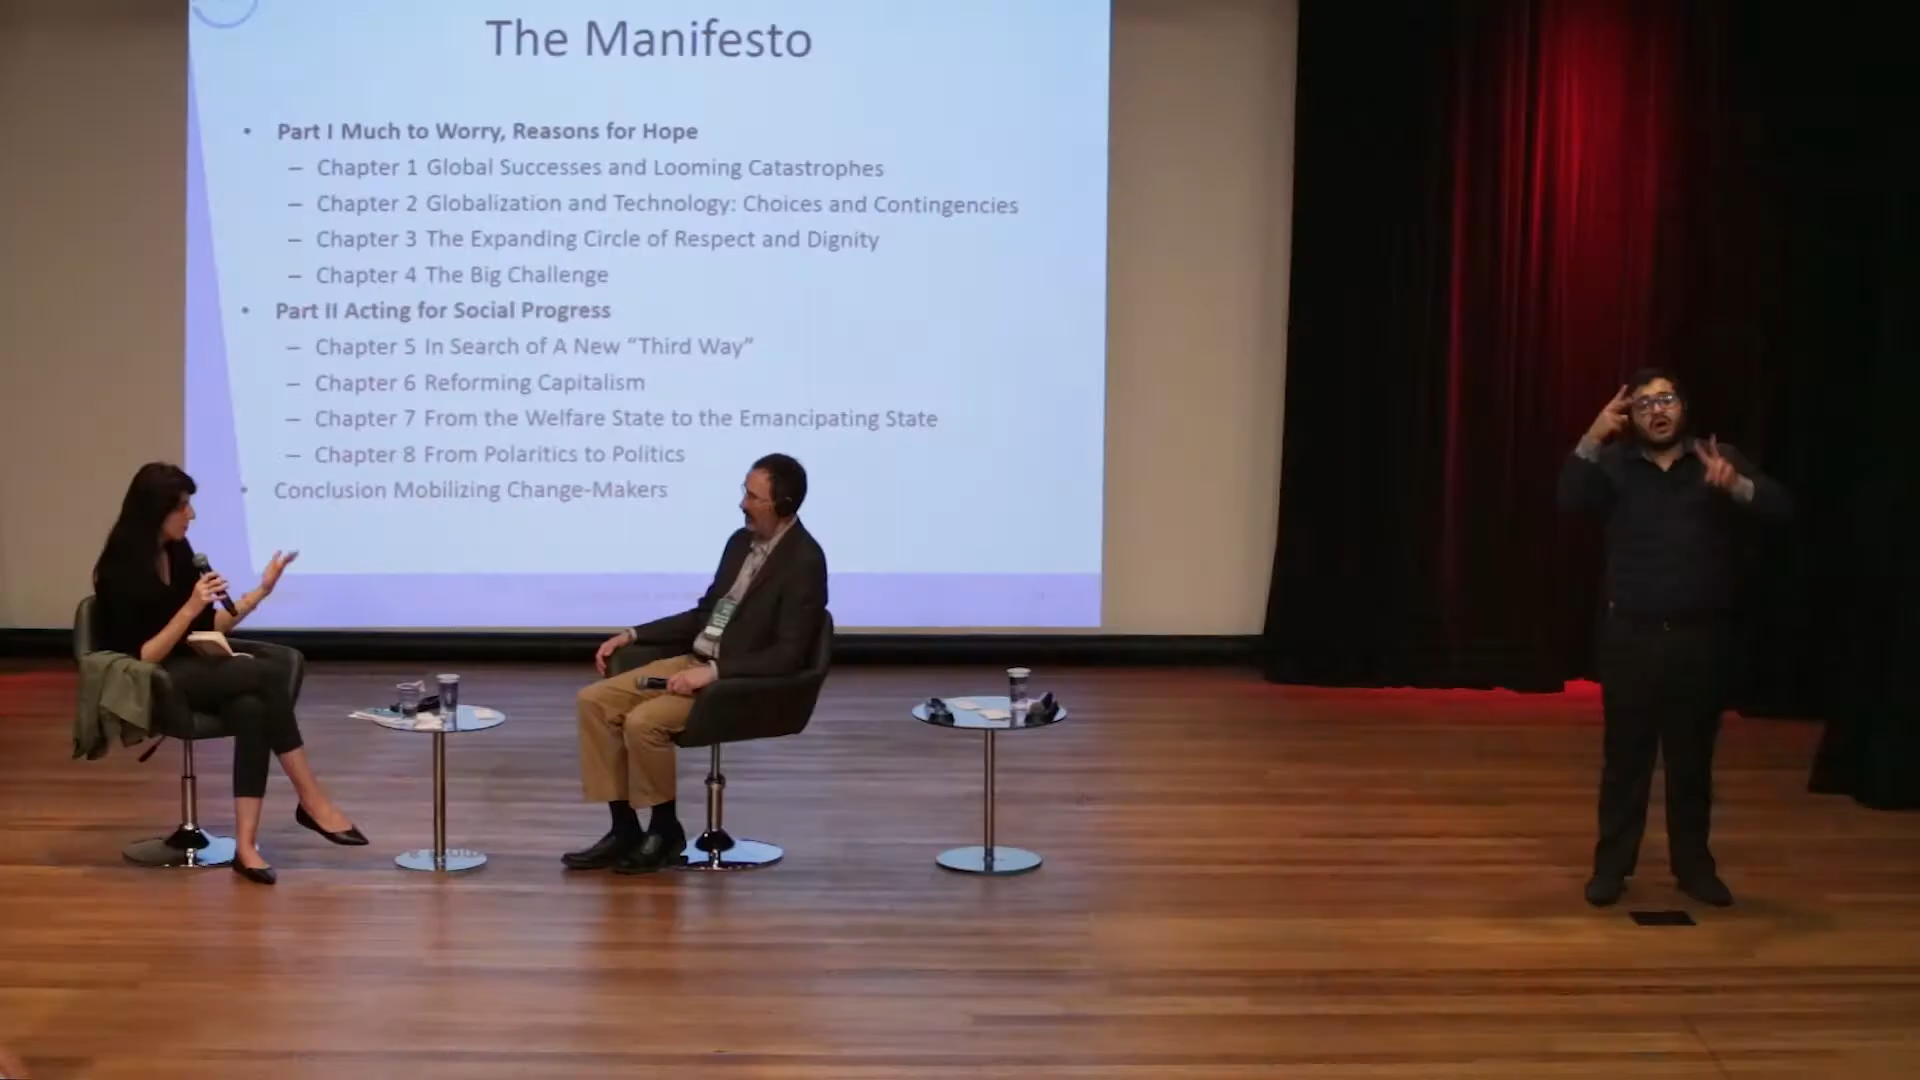 The Manifesto
• Part I Much to Worry, Reasons for Hope
– Chapter 1 Global Successes and Looming Catastrophes
– Chapter 2 Globalization and Technology: Choices and Contingencies
– Chapter 3 The Expanding Circle of Respect and Dignity
– Chapter 4 The Big Challenge
• Part II Acting for Social Progress
– Chapter 5 In Search of A New “Third Way”
– Chapter 6 Reforming Capitalism
– Chapter 7 From the Welfare State to the Emancipating State
– Chapter 8 From Polaritics to Politics
• Conclusion Mobilizing Change-Makers